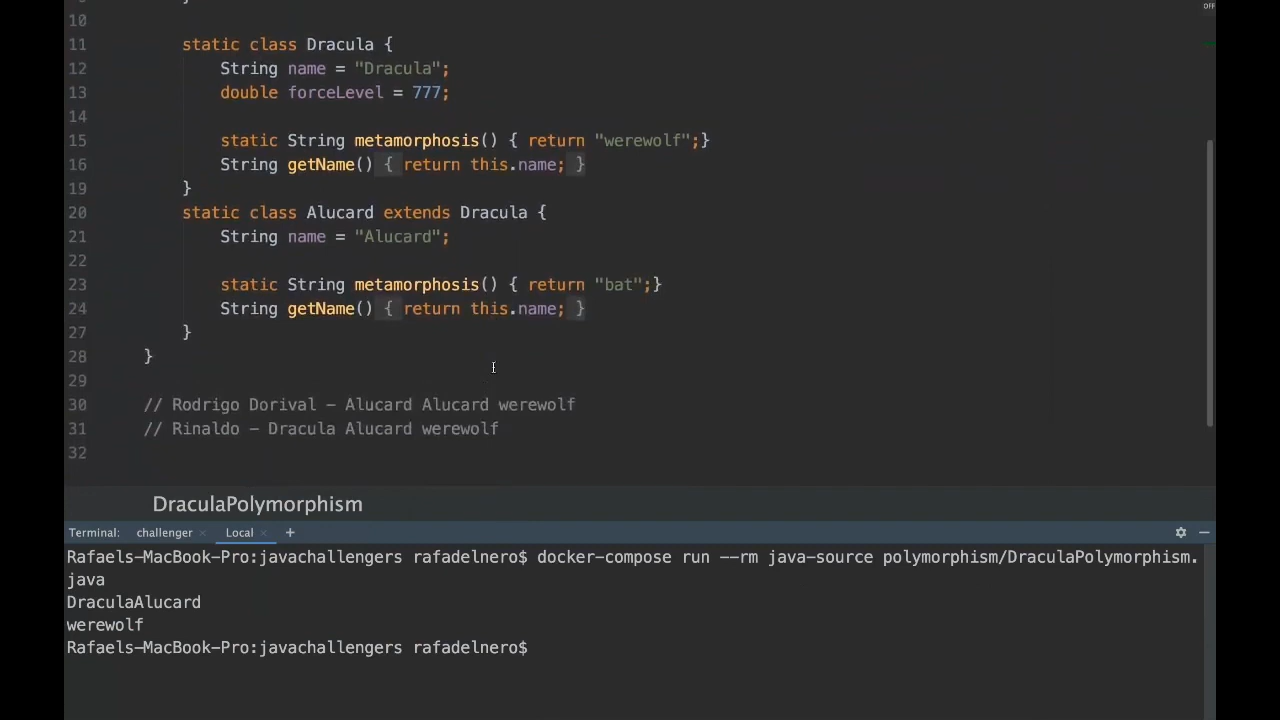 OFF
10
11 static class Dracula {
12 String name = "Dracula";
13 double forceLevel = 777;
14
15 static String metamorphosis() { return "werewolf";}
16 String getName() { return this.name; }
19 }
20 static class Alucard extends Dracula {
21 String name = "Alucard";
22
23 static String metamorphosis() { return "bat";}
24 String getName() { return this.name; }
27 }
28 }
29
30 // Rodrigo Dorival - Alucard Alucard werewolf
31 // Rinaldo - Dracula Alucard werewolf
32
DraculaPolymorphism
Terminal: challenger × Local × +
Rafaels-MacBook-Pro:javachallengers rafadelnero$ docker-compose run --rm java-source polymorphism/DraculaPolymorphism.
java
DraculaAlucard
werewolf
Rafaels-MacBook-Pro:javachallengers rafadelnero$